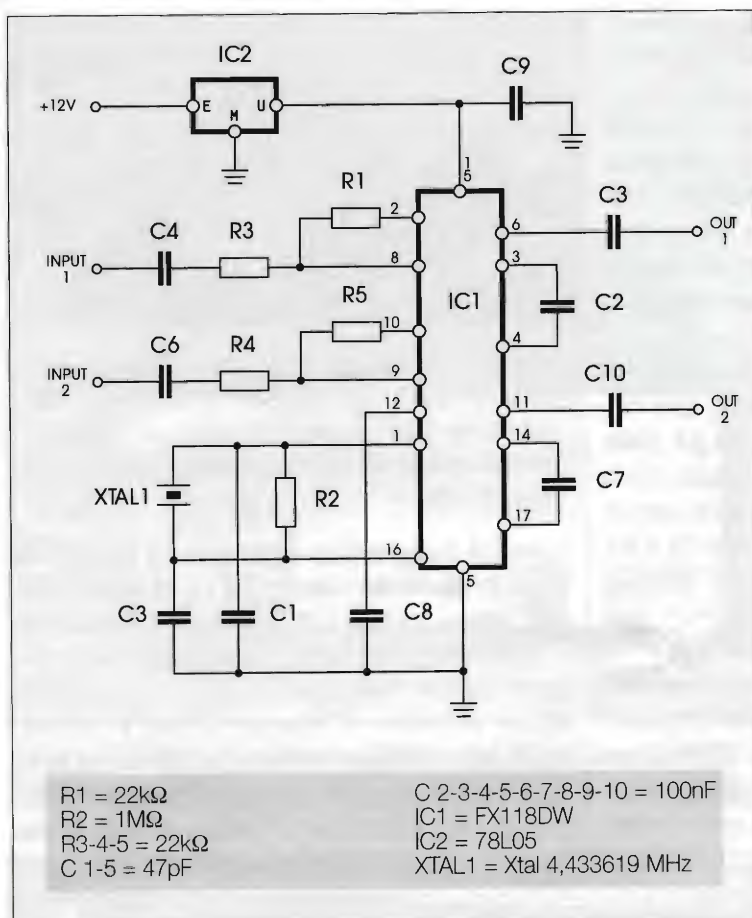 IC2
C9
+12V
E
M
U
1
5
R1
C3
C4
R3
2
6
OUT
1
INPUT
1
8
3
R5
IC1
C2
10
4
C6
R4
C10
INPUT
2
9
12
11
OUT
2
1
14
XTAL1
R2
C7
16
17
5
C3
C1
C8
R1 = 22kΩ
R2 = 1MΩ
R3-4-5 = 22kΩ
C 1-5 = 47pF
C 2-3-4-5-6-7-8-9-10 = 100nF
IC1 = FX118DW
IC2 = 78L05
XTAL1 = Xtal 4,433619 MHz